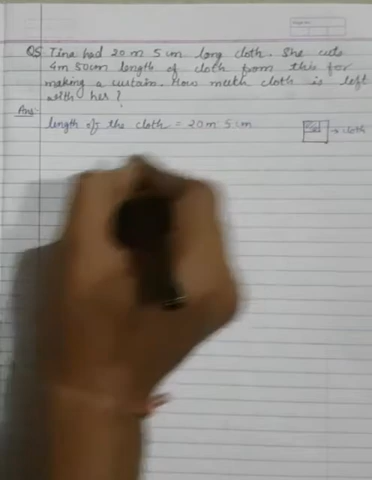 Q5 Tina had 20 m 5 cm long cloth. She cuts
4m 50cm length of cloth from this for
making a curtain. How much cloth is left
with her?
Ans:
length of the cloth = 20 m 5 cm
→ cloth